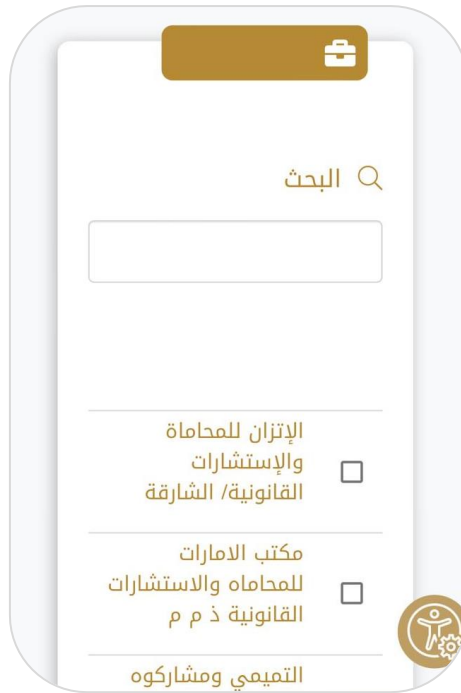 البحث
الإتزان للمحاماة
والإستشارات
القانونية/ الشارقة
مكتب الامارات
للمحاماه والاستشارات
القانونية ذ م م
التميمي ومشاركوه